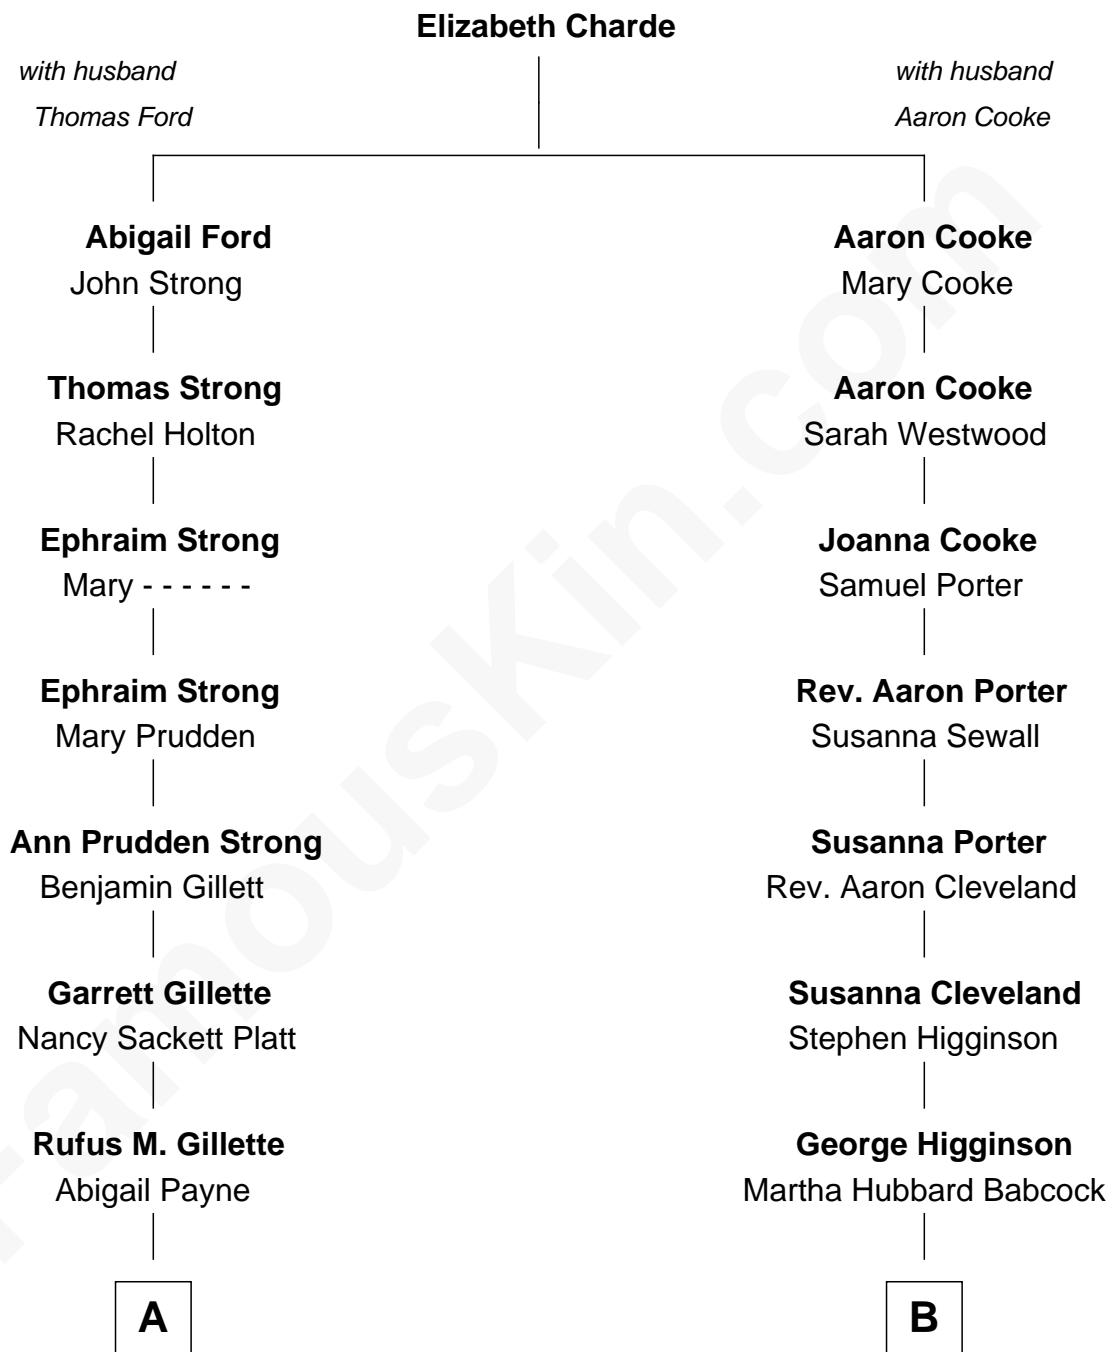 Elizabeth Charde
with husband
Thomas Ford
with husband
Aaron Cooke
Abigail Ford
John Strong
Thomas Strong
Rachel Holton
Ephraim Strong
Mary - - - - - -
Ephraim Strong
Mary Prudden
Ann Prudden Strong
Benjamin Gillett
Garrett Gillette
Nancy Sackett Platt
Rufus M. Gillette
Abigail Payne
A
Aaron Cooke
Mary Cooke
Aaron Cooke
Sarah Westwood
Joanna Cooke
Samuel Porter
Rev. Aaron Porter
Susanna Sewall
Susanna Porter
Rev. Aaron Cleveland
Susanna Cleveland
Stephen Higginson
George Higginson
Martha Hubbard Babcock
B
FamousKin.com